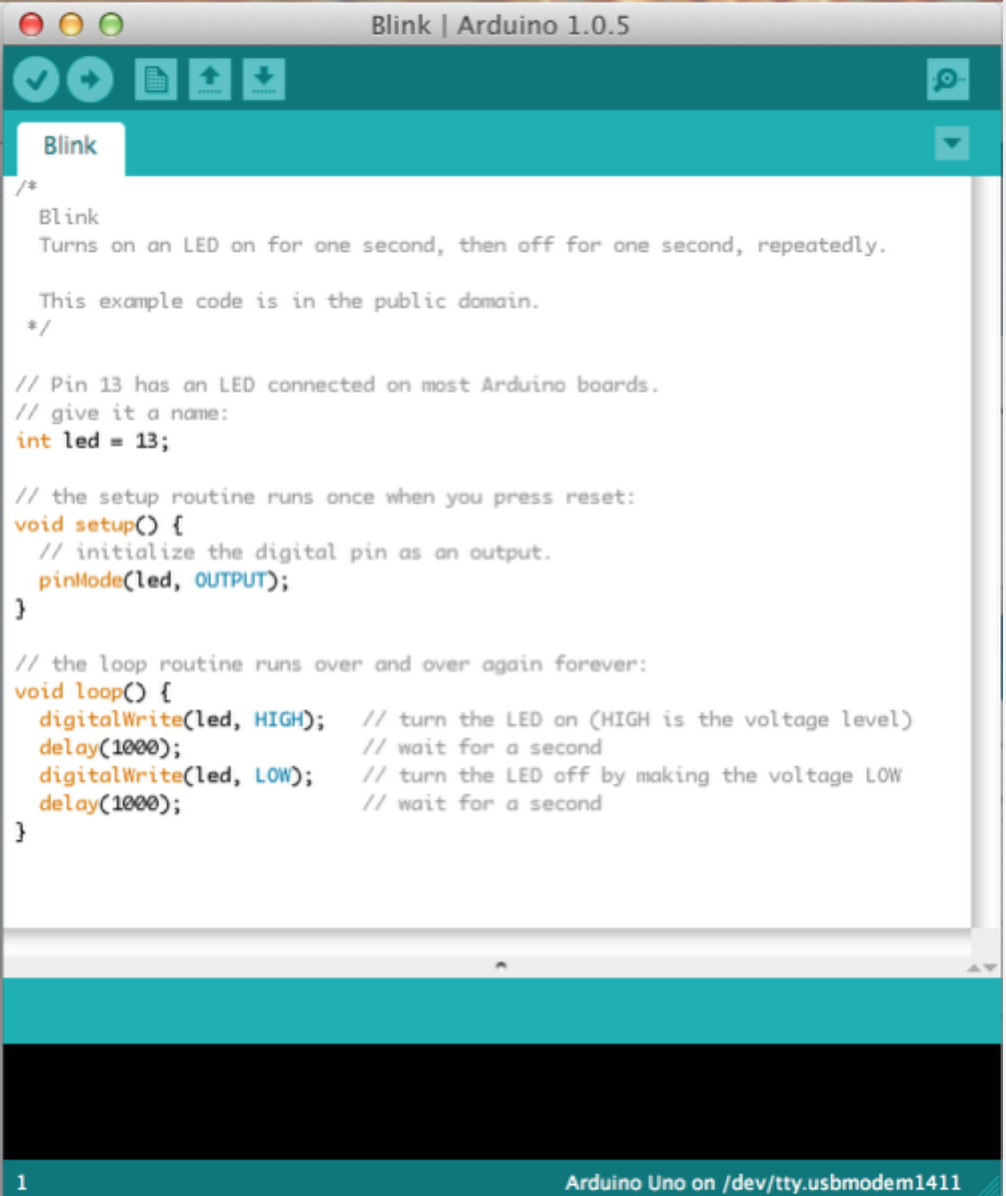 Blink | Arduino 1.0.5
Blink
/*
  Blink
  Turns on an LED on for one second, then off for one second, repeatedly.

  This example code is in the public domain.
 */

// Pin 13 has an LED connected on most Arduino boards.
// give it a name:
int led = 13;

// the setup routine runs once when you press reset:
void setup() {
  // initialize the digital pin as an output.
  pinMode(led, OUTPUT);
}

// the loop routine runs over and over again forever:
void loop() {
  digitalWrite(led, HIGH);   // turn the LED on (HIGH is the voltage level)
  delay(1000);               // wait for a second
  digitalWrite(led, LOW);    // turn the LED off by making the voltage LOW
  delay(1000);               // wait for a second
}
1 Arduino Uno on /dev/tty.usbmodem1411